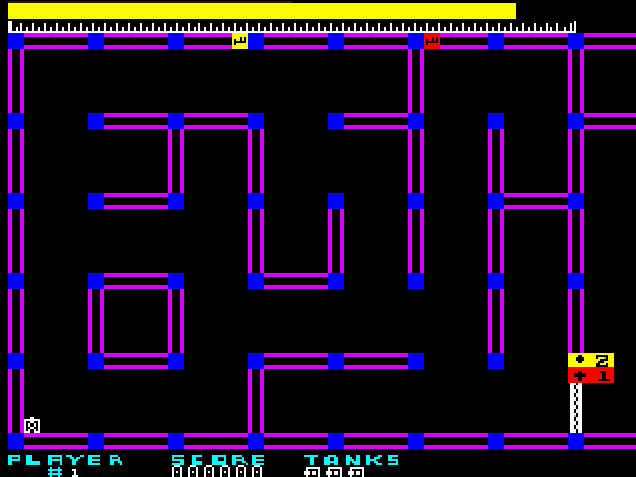 2
1
PLAYER SCORE TANKS
# 1 000000